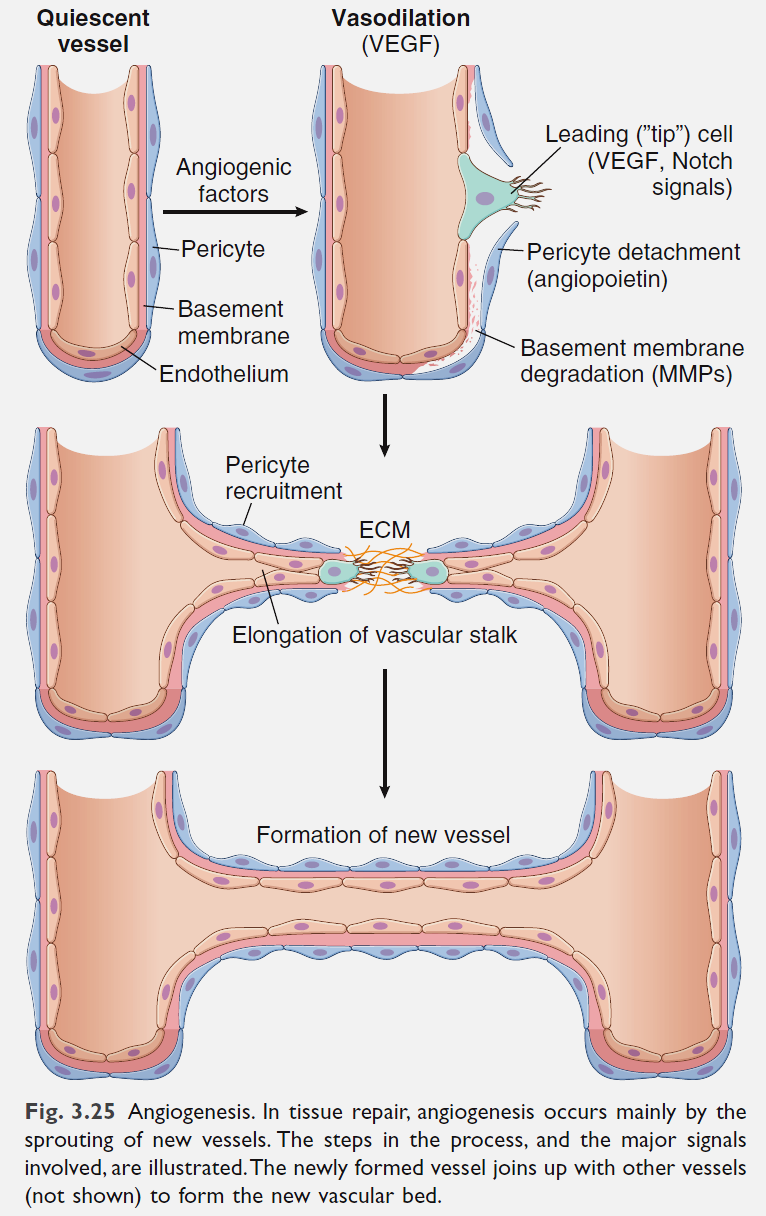 Quiescent
vessel
Vasodilation
(VEGF)
Angiogenic
factors
Leading (”tip”) cell
(VEGF, Notch
signals)
Pericyte
Pericyte detachment
(angiopoietin)
Basement
membrane
Endothelium
Basement membrane
degradation (MMPs)
Pericyte
recruitment
ECM
Elongation of vascular stalk
Formation of new vessel
Fig. 3.25 Angiogenesis. In tissue repair, angiogenesis occurs mainly by the
sprouting of new vessels. The steps in the process, and the major signals
involved, are illustrated. The newly formed vessel joins up with other vessels
(not shown) to form the new vascular bed.